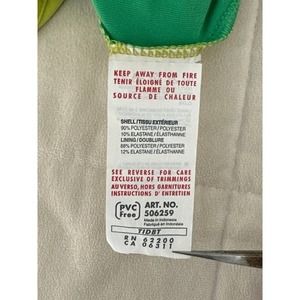 KEEP AWAY FROM FIRE
TENIR ÉLOIGNÉ DE TOUTE
FLAMME OU
SOURCE DE CHALEUR
SHELL/TISSU EXTÉRIEUR
90% POLYESTER/POLYESTER
10% ELASTANE/ÉLASTHANNE
LINING/DOUBLURE
88% POLYESTER/POLYESTER
12% ELASTANE/ÉLASTHANNE
SEE REVERSE FOR CARE
EXCLUSIVE OF TRIMMINGS
AU VERSO, HORS GARNITURES
INSTRUCTIONS D'ENTRETIEN
PVC Free
ART. NO.
506259
Made in Indonesia
Fabriqué en Indonésie
TIDBT
RN 62200
CA 06311